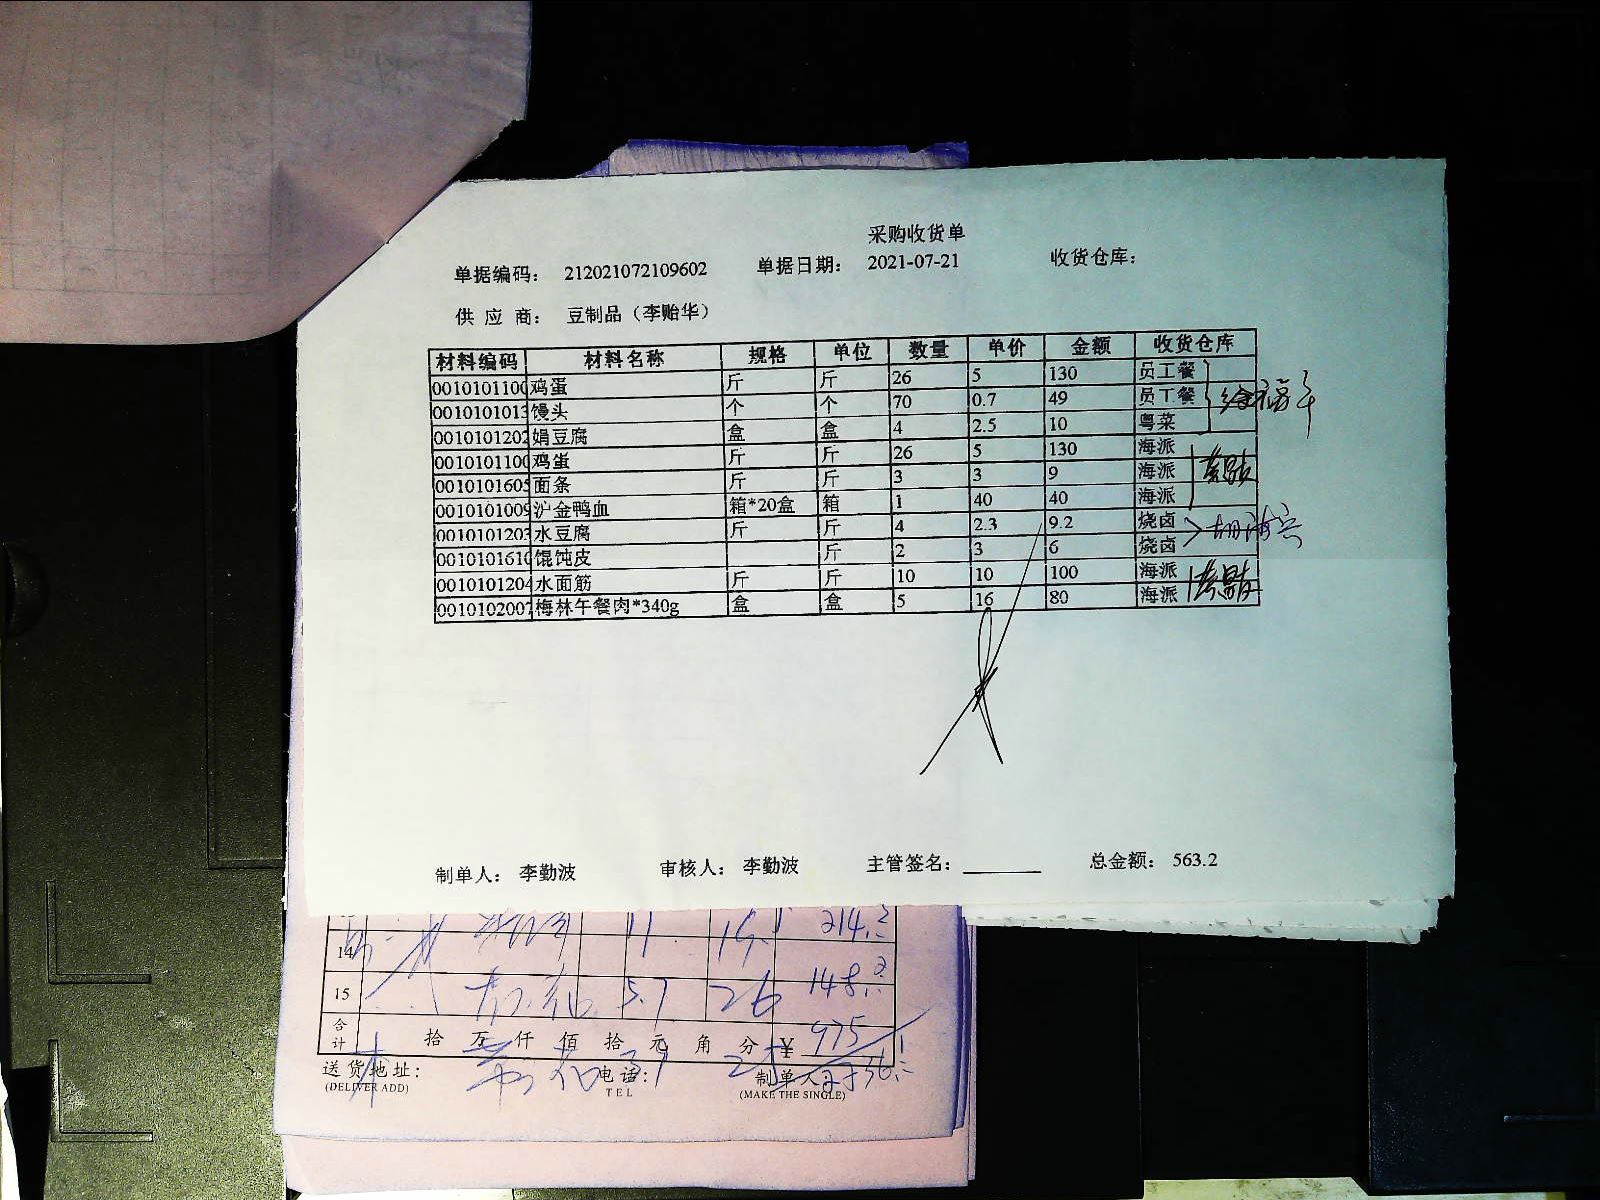 采购收货单
单据编码： 212021072109602 单据日期： 2021-07-21 收货仓库：
供 应 商： 豆制品（李贻华）
材料编码 材料名称 规格 单位 数量 单价 金额 收货仓库
0010101100 鸡蛋 斤 斤 26 5 130 员工餐
0010101013 馒头 个 个 70 0.7 49 员工餐
0010101202 娟豆腐 盒 盒 4 2.5 10 粤菜
0010101100 鸡蛋 斤 斤 26 5 130 海派
0010101605 面条 斤 斤 3 3 9 海派
0010101009 沪金鸭血 箱*20盒 箱 1 40 40 海派
0010101203 水豆腐 斤 斤 4 2.3 9.2 烧卤
0010101610 馄饨皮 斤 2 3 6 烧卤
0010101204 水面筋 斤 斤 10 10 100 海派
0010102007 梅林午餐肉*340g 盒 盒 5 16 80 海派
制单人： 李勤波 审核人： 李勤波 主管签名： 总金额： 563.2
14 11 19.
15 5.7 26 148
合计 拾 万 仟 佰 拾 元 角 分 ¥ 975
送货地址： 电话： 制单人：
(DELIVER ADD) TEL (MAKE THE SINGLE)